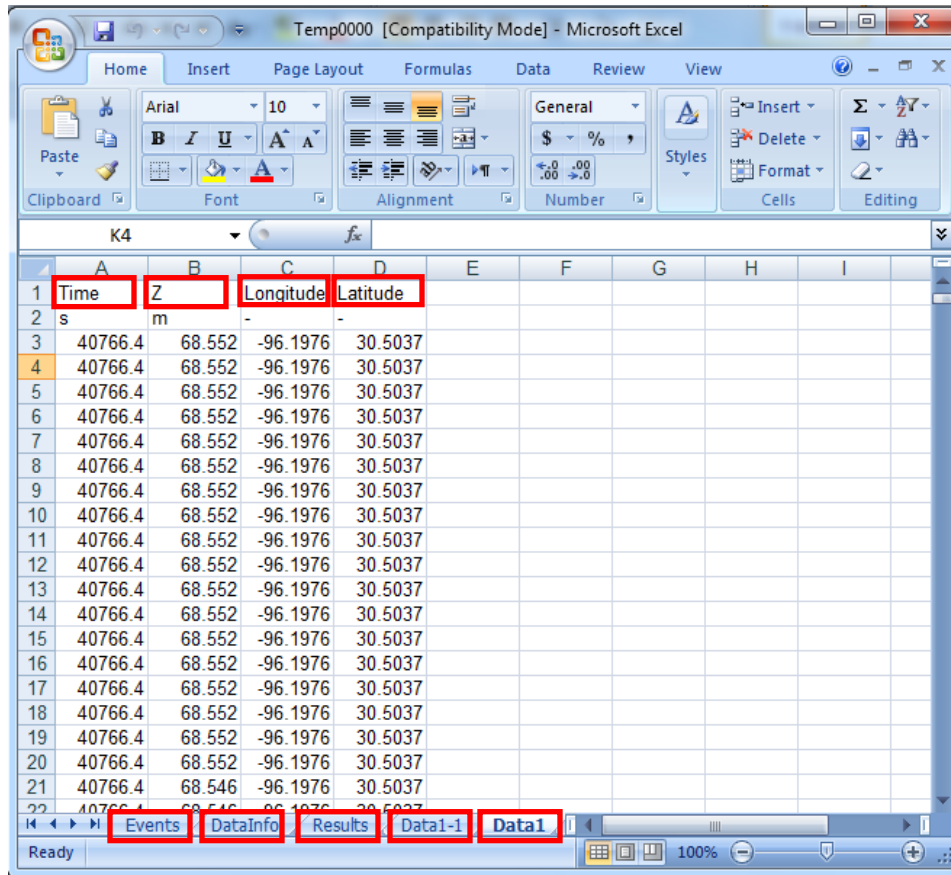 Temp0000 [Compatibility Mode] - Microsoft Excel
Home Insert Page Layout Formulas Data Review View
Arial 10 General Insert
B I U A A $ % , Delete
Paste Styles Format
Clipboard Font Alignment Number Cells Editing
K4 fx
A B C D E F G H I
1 Time Z Longitude Latitude
2 s m - -
3 40766.4 68.552 -96.1976 30.5037
4 40766.4 68.552 -96.1976 30.5037
5 40766.4 68.552 -96.1976 30.5037
6 40766.4 68.552 -96.1976 30.5037
7 40766.4 68.552 -96.1976 30.5037
8 40766.4 68.552 -96.1976 30.5037
9 40766.4 68.552 -96.1976 30.5037
10 40766.4 68.552 -96.1976 30.5037
11 40766.4 68.552 -96.1976 30.5037
12 40766.4 68.552 -96.1976 30.5037
13 40766.4 68.552 -96.1976 30.5037
14 40766.4 68.552 -96.1976 30.5037
15 40766.4 68.552 -96.1976 30.5037
16 40766.4 68.552 -96.1976 30.5037
17 40766.4 68.552 -96.1976 30.5037
18 40766.4 68.552 -96.1976 30.5037
19 40766.4 68.552 -96.1976 30.5037
20 40766.4 68.552 -96.1976 30.5037
21 40766.4 68.546 -96.1976 30.5037
22 40766.4 68.546 -96.1976 30.5037
Events DataInfo Results Data1-1 Data1
Ready 100%